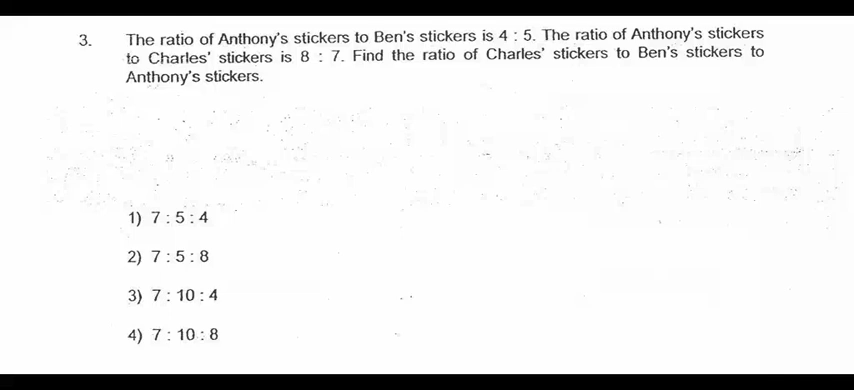 3. The ratio of Anthony's stickers to Ben's stickers is 4 : 5. The ratio of Anthony's stickers
to Charles' stickers is 8 : 7. Find the ratio of Charles' stickers to Ben's stickers to
Anthony's stickers.
1) 7 : 5 : 4
2) 7 : 5 : 8
3) 7 : 10 : 4
4) 7 : 10 : 8